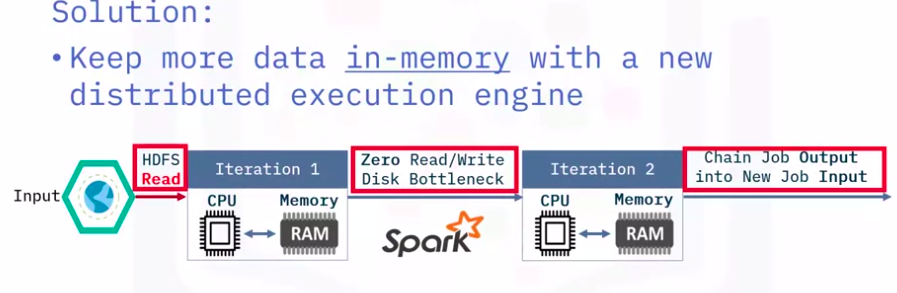 Solution:
• Keep more data in-memory with a new
distributed execution engine
Input
HDFS
Read
Iteration 1
CPU
Memory
RAM
Zero Read/Write
Disk Bottleneck
Spark
Iteration 2
CPU
Memory
RAM
Chain Job Output
into New Job Input